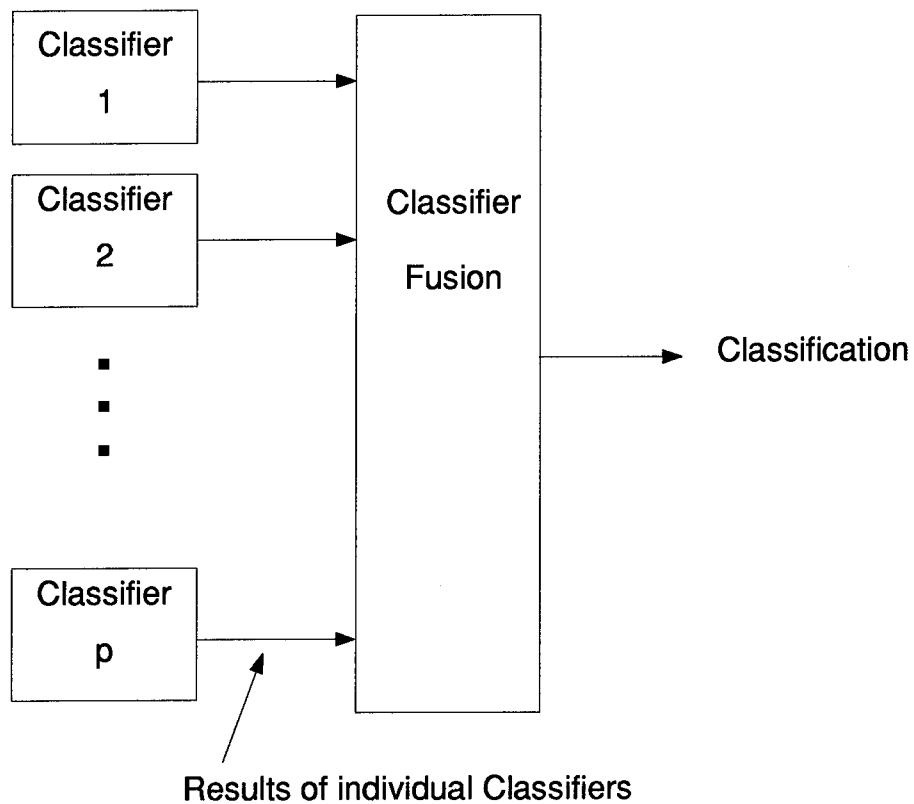 Classifier
1
Classifier
2
Classifier
p
Classifier
Fusion
Classification
Results of individual Classifiers